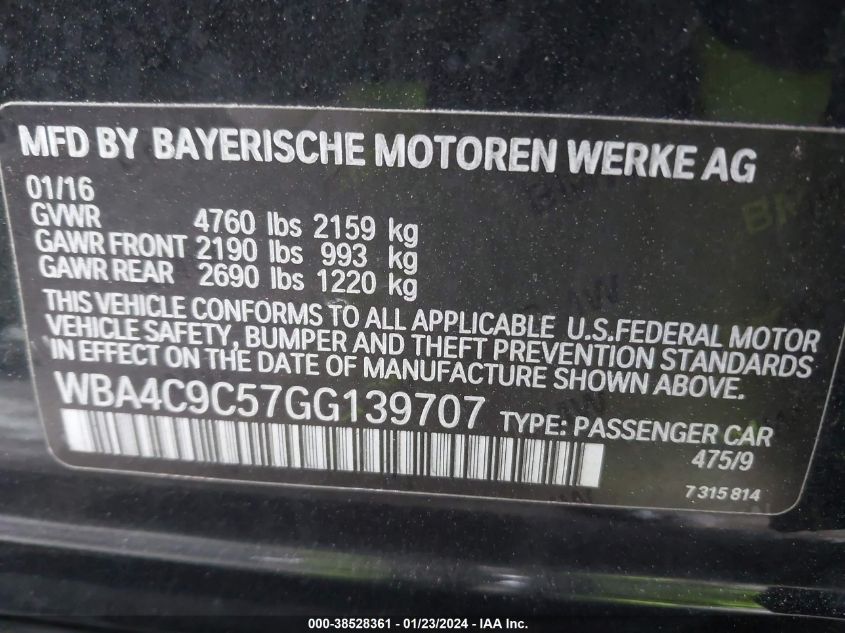 MFD BY BAYERISCHE MOTOREN WERKE AG
01/16
GVWR 4760 lbs 2159 kg
GAWR FRONT 2190 lbs 993 kg
GAWR REAR 2690 lbs 1220 kg
THIS VEHICLE CONFORMS TO ALL APPLICABLE U.S.FEDERAL MOTOR
VEHICLE SAFETY, BUMPER AND THEFT PREVENTION STANDARDS
IN EFFECT ON THE DATE OF MANUFACTURE SHOWN ABOVE.
WBA4C9C57GG139707 TYPE: PASSENGER CAR
475/9
7315814
000-38528361 - 01/23/2024 - IAA Inc.